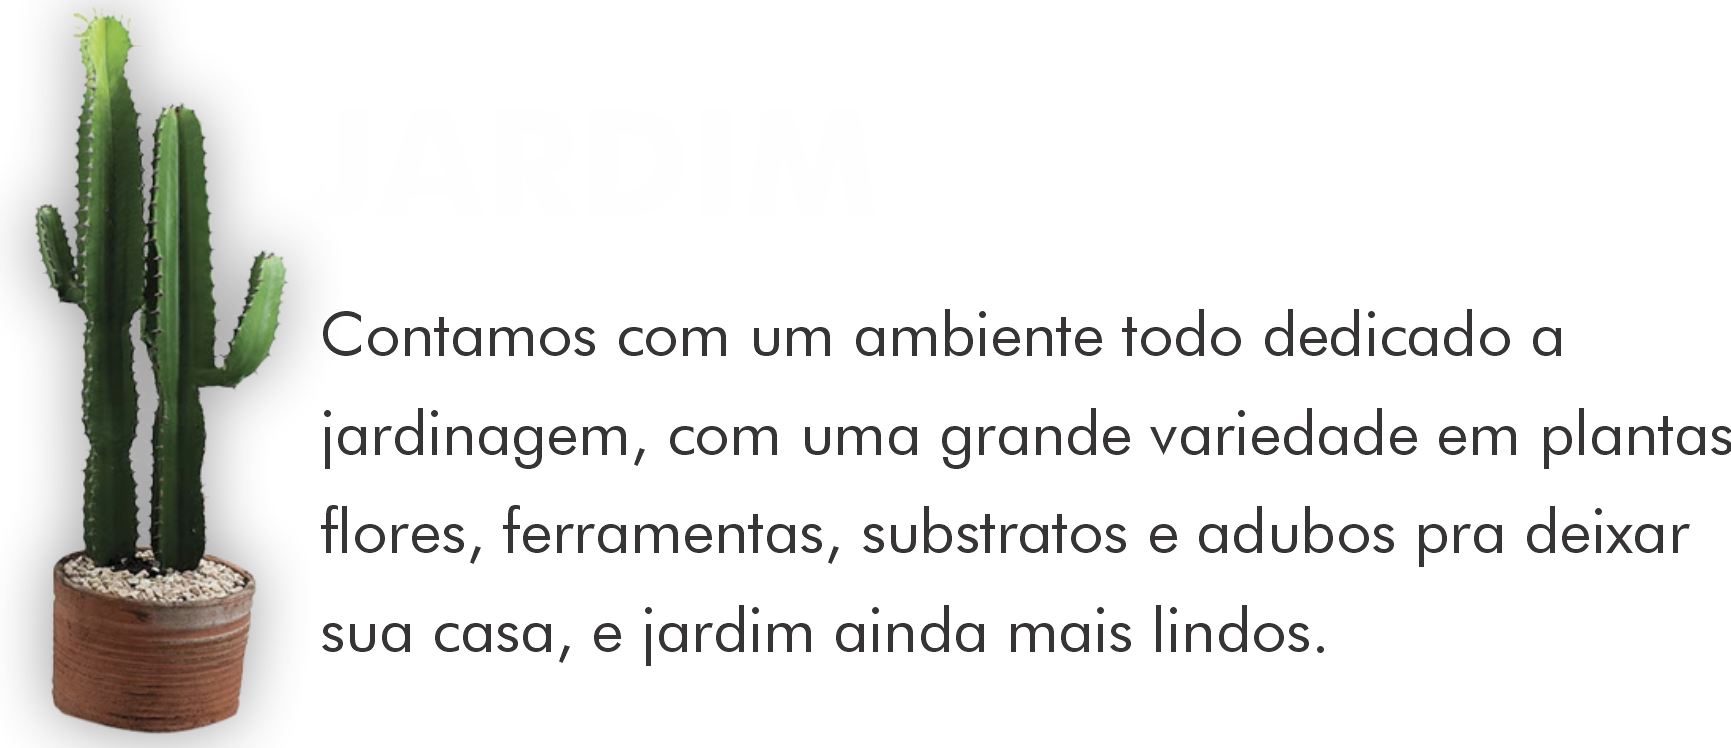 Contamos com um ambiente todo dedicado a
jardinagem, com uma grande variedade em plantas
flores, ferramentas, substratos e adubos pra deixar
sua casa, e jardim ainda mais lindos.